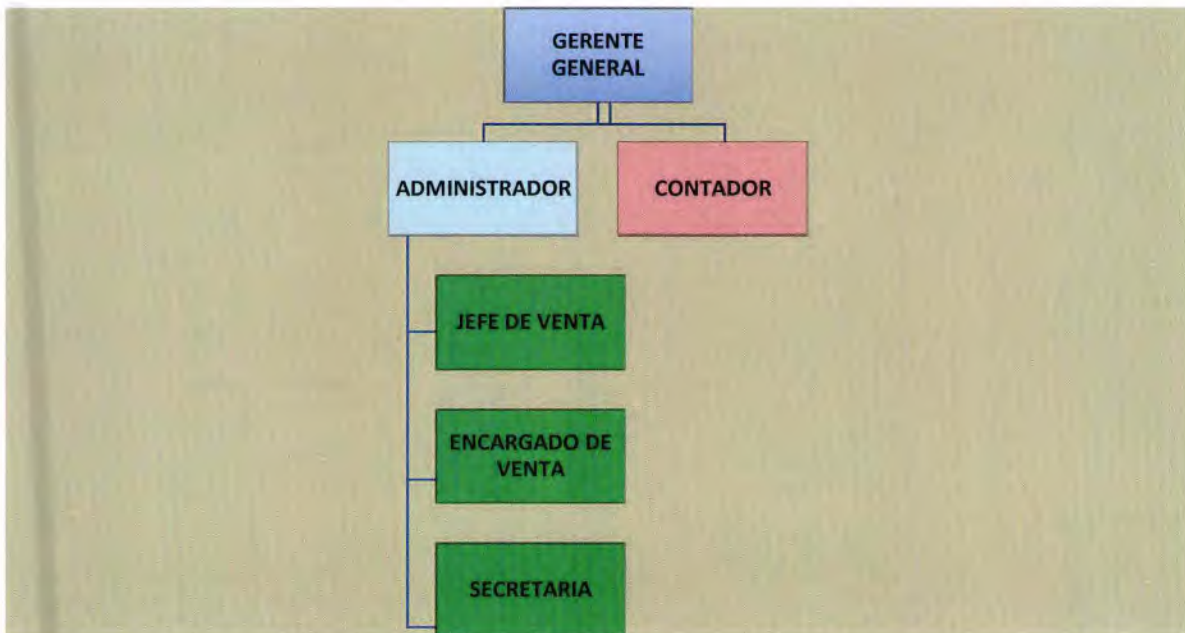 GERENTE
GENERAL
ADMINISTRADOR
CONTADOR
JEFE DE VENTA
ENCARGADO DE
VENTA
SECRETARIA